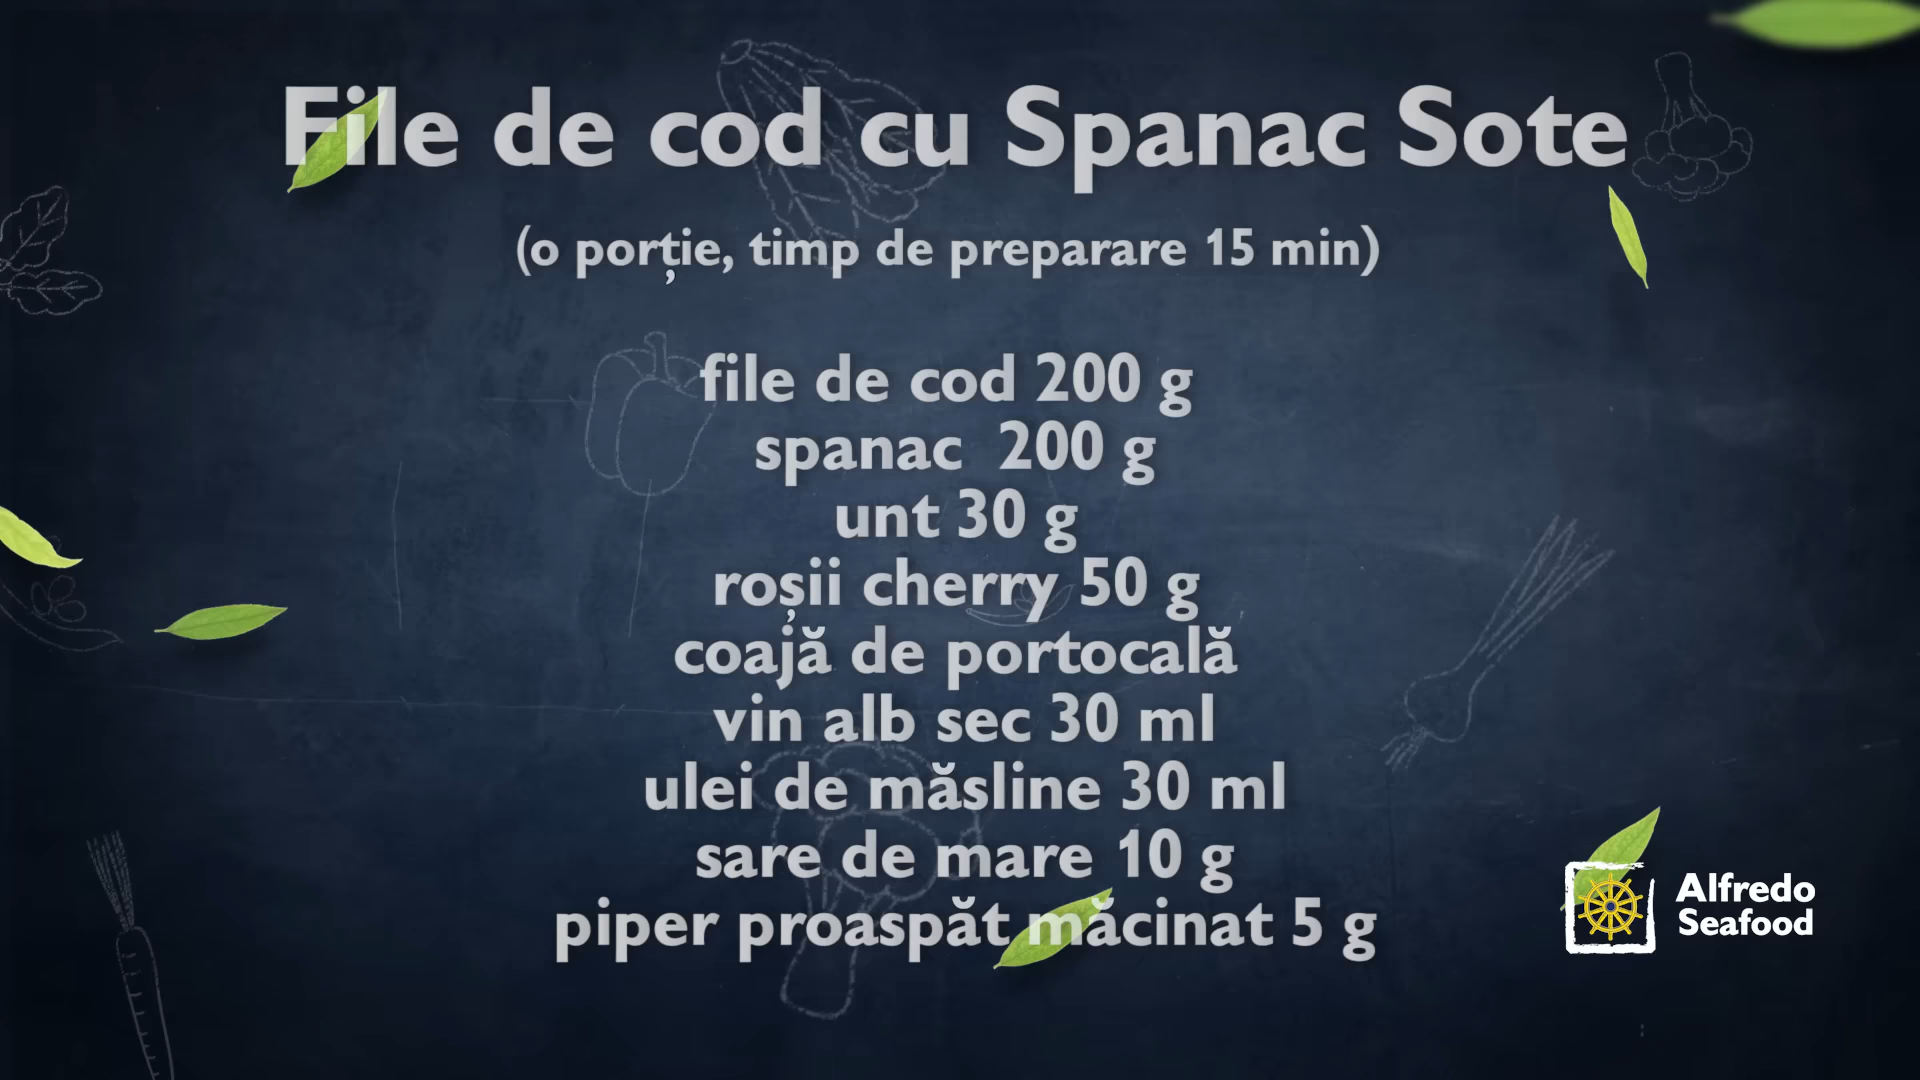 File de cod cu Spanac Sote
(o porție, timp de preparare 15 min)
file de cod 200 g
spanac 200 g
unt 30 g
roșii cherry 50 g
coajă de portocală
vin alb sec 30 ml
ulei de măsline 30 ml
sare de mare 10 g
piper proaspăt măcinat 5 g
Alfredo
Seafood